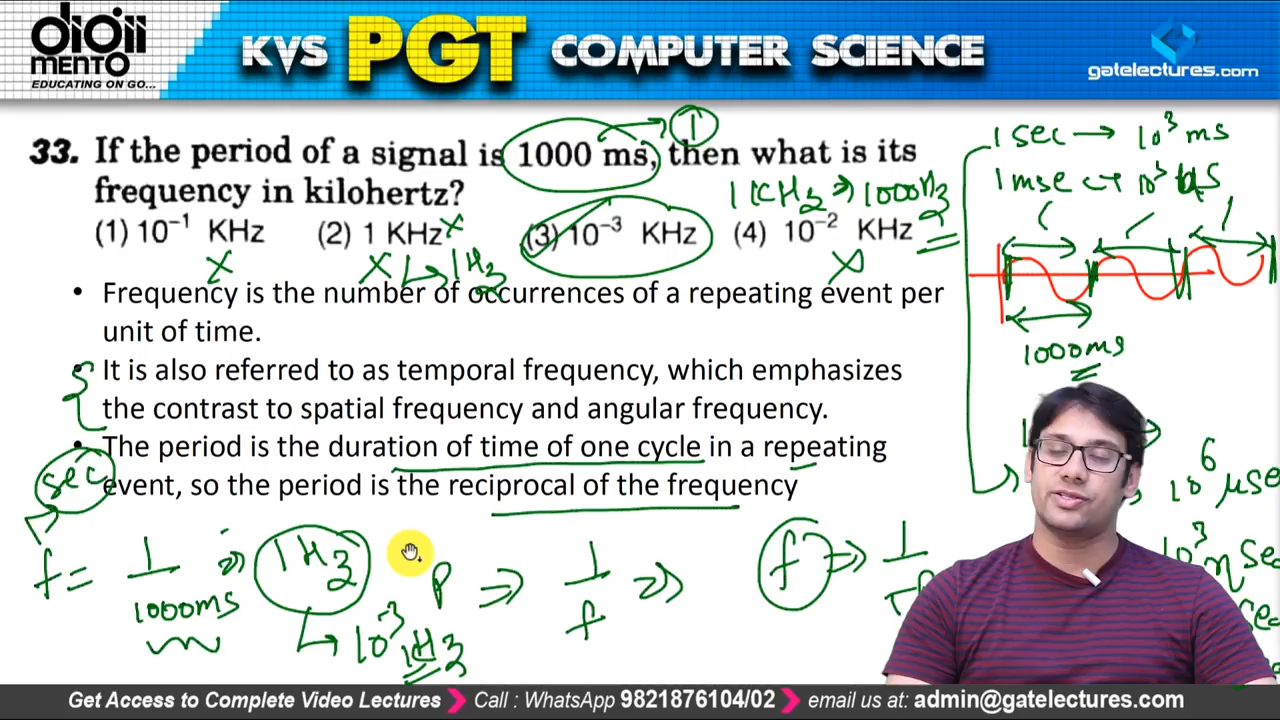 digii
MENTO
EDUCATING ON GO...
KVS PGT COMPUTER SCIENCE
gatelectures.com
33. If the period of a signal is 1000 ms, then what is its
frequency in kilohertz?
(1) 10⁻¹ KHz (2) 1 KHz (3) 10⁻³ KHz (4) 10⁻² KHz
1
1 KHz ⇒ 1000Hz
↳ 1Hz
1 sec → 10³ ms
1000ms
10⁶ μse
• Frequency is the number of occurrences of a repeating event per
unit of time.
• It is also referred to as temporal frequency, which emphasizes
the contrast to spatial frequency and angular frequency.
• The period is the duration of time of one cycle in a repeating
event, so the period is the reciprocal of the frequency
sec
f = 1/1000ms ⇒ 1Hz
P ⇒ 1/f ⇒ f ⇒
Get Access to Complete Video Lectures Call : WhatsApp 9821876104/02 email us at: admin@gatelectures.com